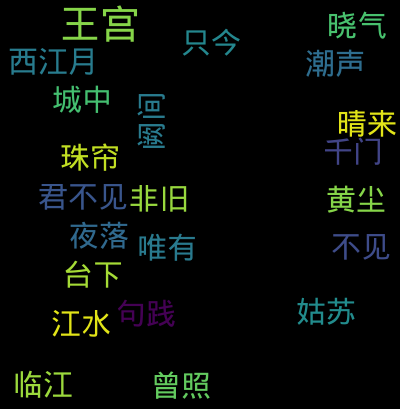 王宫
晓气
只今
西江月
潮声
城中
阅间
晴来
千门
珠帘
君不见
非旧
黄尘
夜落
唯有
不见
台下
江水
句践
姑苏
临江
曾照